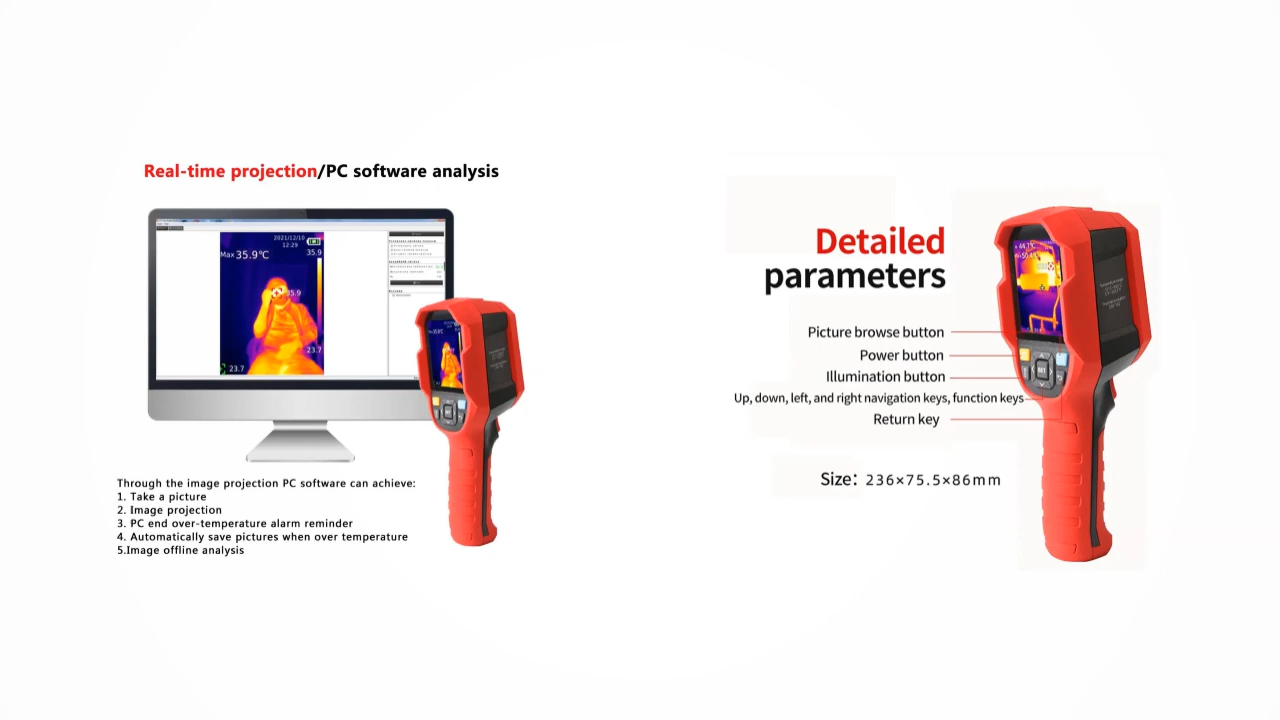 Real-time projection/PC software analysis
2021/12/10
12:29
Max 35.9℃
35.9
35.9
23.7
23.7
Through the image projection PC software can achieve:
1. Take a picture
2. Image projection
3. PC end over-temperature alarm reminder
4. Automatically save pictures when over temperature
5.Image offline analysis
Detailed
parameters
Picture browse button
Power button
Illumination button
Up, down, left, and right navigation keys, function keys
Return key
Size: 236×75.5×86mm
SET